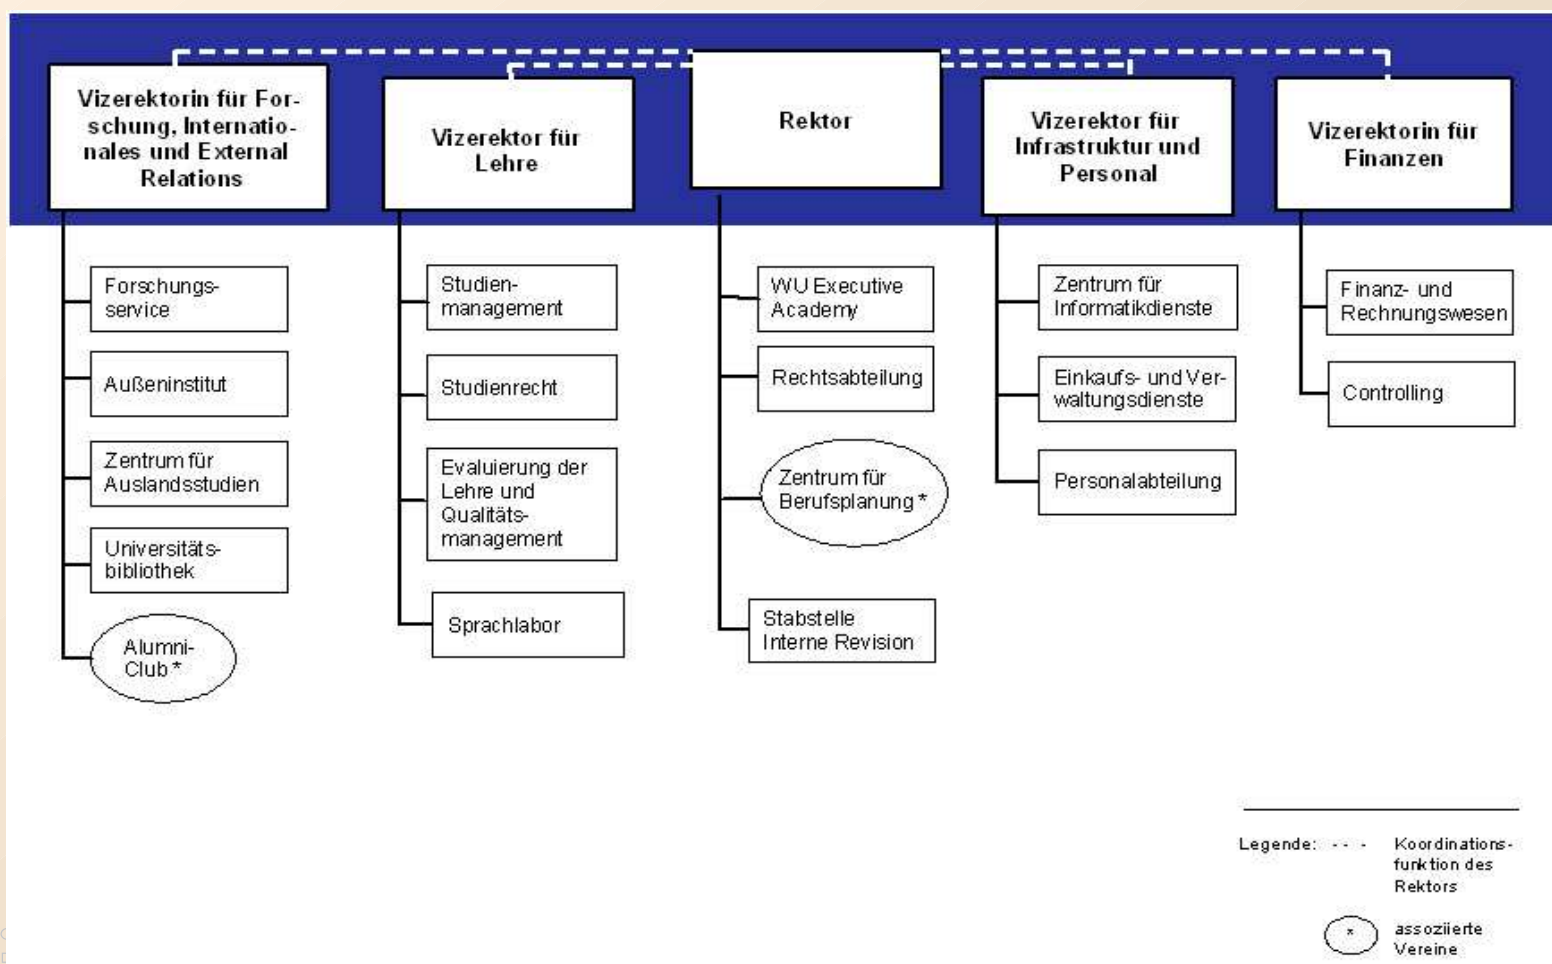 Vizerektorin für For-
schung, Internatio-
nales und External
Relations
Vizerektor für
Lehre
Rektor
Vizerektor für
Infrastruktur und
Personal
Vizerektorin für
Finanzen
Forschungs-
service
Außeninstitut
Zentrum für
Auslandsstudien
Universitäts-
bibliothek
Alumni-
Club *
Studien-
management
Studienrecht
Evaluierung der
Lehre und
Qualitäts-
management
Sprachlabor
WU Executive
Academy
Rechtsabteilung
Zentrum für
Berufsplanung *
Stabstelle
Interne Revision
Zentrum für
Informatikdienste
Einkaufs- und Ver-
waltungsdienste
Personalabteilung
Finanz- und
Rechnungswesen
Controlling
Legende: - - - Koordinations-
funktion des
Rektors
* assoziierte
Vereine